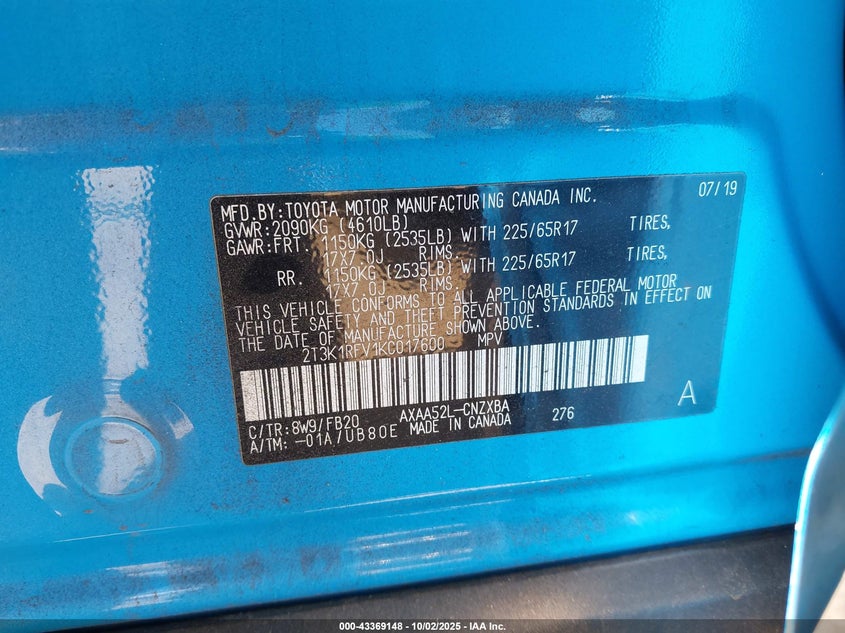 MFD.BY:TOYOTA MOTOR MANUFACTURING CANADA INC. 07/19
GVWR:2090KG (4610LB)
GAWR:FRT. 1150KG (2535LB) WITH 225/65R17 TIRES,
17X7.0J RIMS.
RR. 1150KG (2535LB) WITH 225/65R17 TIRES,
17X7.0J RIMS.
THIS VEHICLE CONFORMS TO ALL APPLICABLE FEDERAL MOTOR
VEHICLE SAFETY AND THEFT PREVENTION STANDARDS IN EFFECT ON
THE DATE OF MANUFACTURE SHOWN ABOVE.
2T3K1RFV1KC017600 MPV
A
C/TR:8W9/FB20 AXAA52L-CNZXBA 276
A/TM:-01A/UB80E MADE IN CANADA
000-43369148 - 10/02/2025 - IAA Inc.